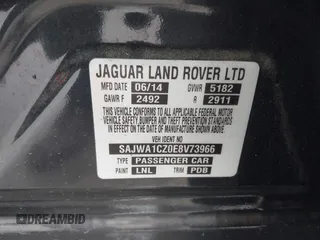 JAGUAR LAND ROVER LTD
MFD DATE 06/14 GVWR 5182
GAWR F 2492 R 2911
THIS VEHICLE CONFORMS TO ALL APPLICABLE FEDERAL MOTOR
VEHICLE SAFETY, BUMPER AND THEFT PREVENTION STANDARDS
IN EFFECT ON THE DATE OF MANUFACTURE SHOWN ABOVE
VEH ID NO
SAJWA1CZ0E8V73966
TYPE PASSENGER CAR
PAINT LNL TRIM PDB
DREAMBID